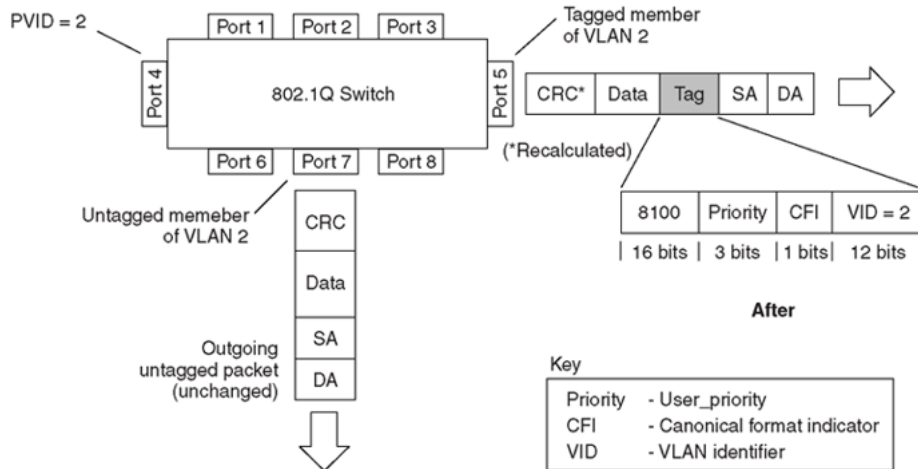 PVID = 2
Port 1
Port 2
Port 3
Tagged member
of VLAN 2
Port 4
802.1Q Switch
Port 5
CRC*
Data
Tag
SA
DA
(*Recalculated)
Port 6
Port 7
Port 8
Untagged memeber
of VLAN 2
CRC
Data
SA
DA
Outgoing
untagged packet
(unchanged)
8100
Priority
CFI
VID = 2
16 bits
3 bits
1 bits
12 bits
After
Key
Priority - User_priority
CFI - Canonical format indicator
VID - VLAN identifier